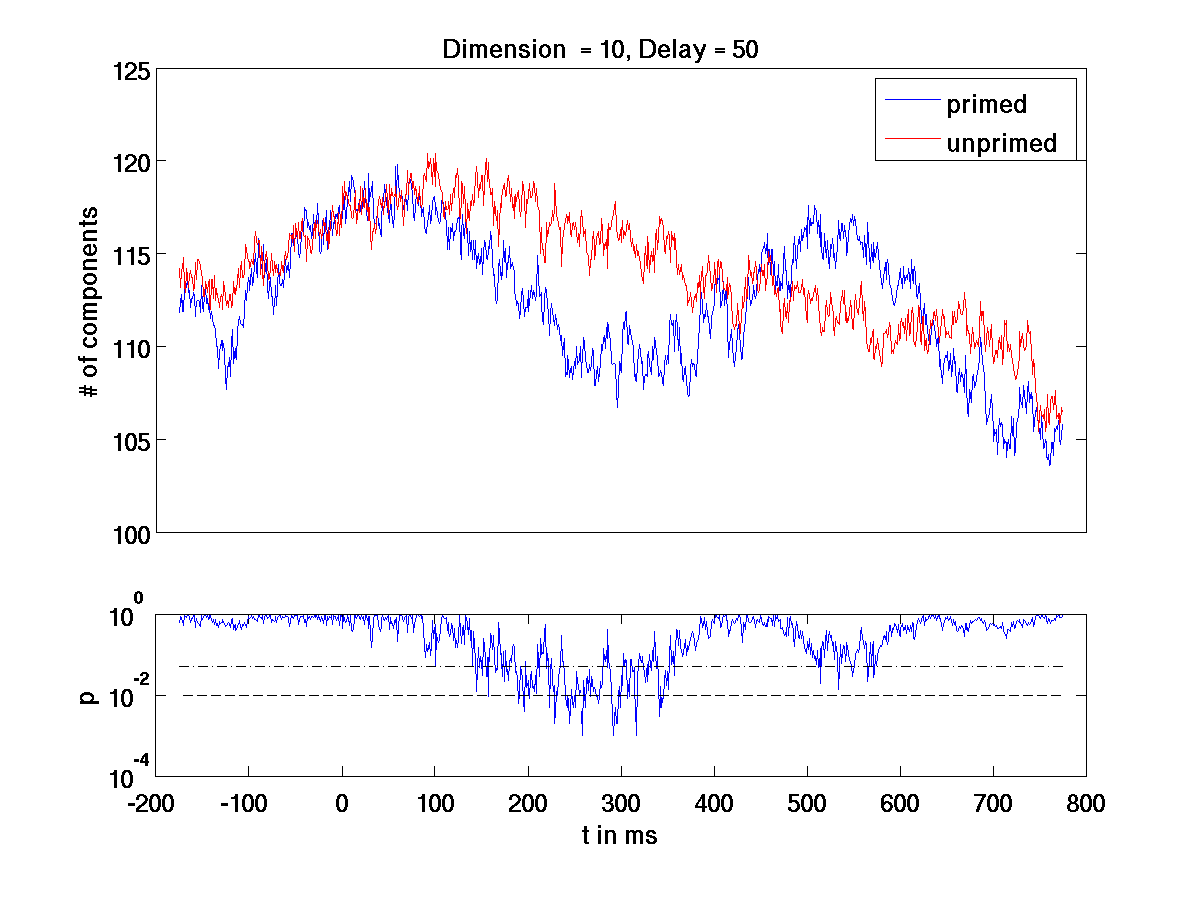 Dimension = 10, Delay = 50
125
120
115
110
105
100
# of components
primed
unprimed
10^0
10^-2
10^-4
p
-200 -100 0 100 200 300 400 500 600 700 800
t in ms